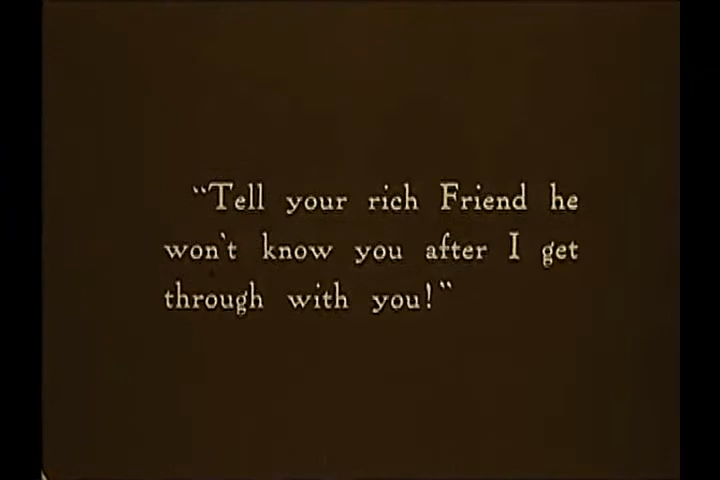 “Tell your rich Friend he
won't know you after I get
through with you!“